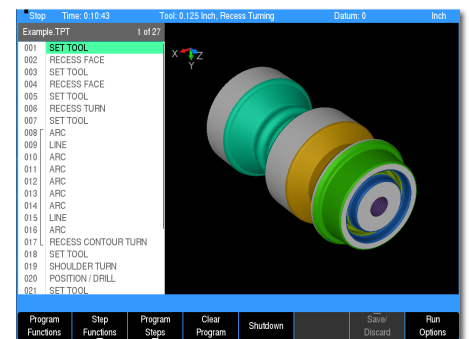 Stop Time: 0:10:43 Tool: 0.125 Inch, Recess Turning Datum: 0 Inch
Example.TPT 1 of 27
001 SET TOOL
002 RECESS FACE
003 SET TOOL
004 RECESS FACE
005 SET TOOL
006 RECESS TURN
007 SET TOOL
008 ARC
009 LINE
010 ARC
011 ARC
012 ARC
013 ARC
014 ARC
015 LINE
016 ARC
017 RECESS CONTOUR TURN
018 SET TOOL
019 SHOULDER TURN
020 POSITION / DRILL
021 SET TOOL
X Z
Y
Program Functions
Step Functions
Program Steps
Clear Program
Shutdown
Save/ Discard
Run Options